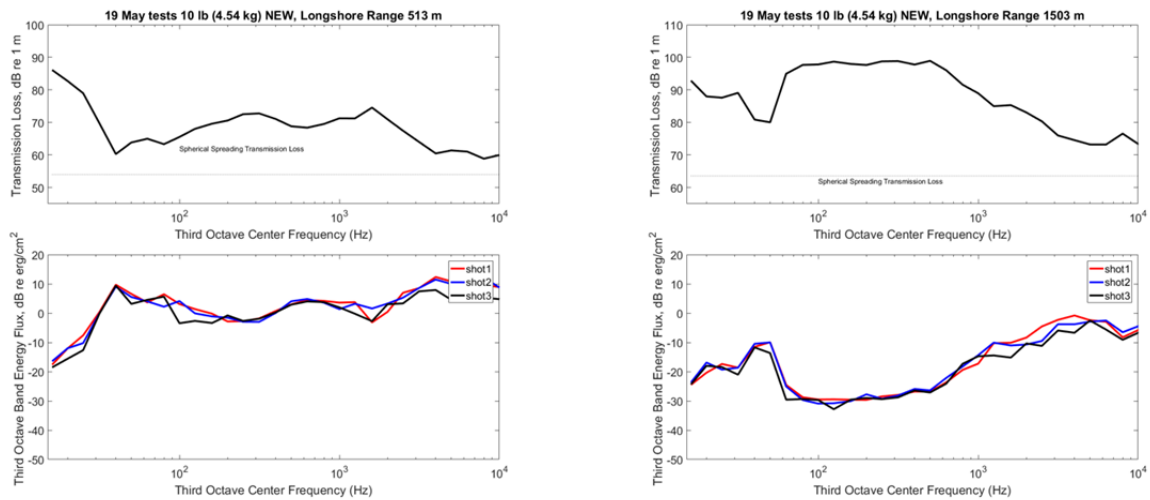 19 May tests 10 lb (4.54 kg) NEW, Longshore Range 513 m
100
90
80
70
60
50
Transmission Loss, dB re 1 m
Spherical Spreading Transmission Loss
10²
10³
10⁴
Third Octave Center Frequency (Hz)
20
10
0
-10
-20
-30
-40
-50
Third Octave Band Energy Flux, dB re erg/cm²
shot1
shot2
shot3
10²
10³
10⁴
Third Octave Center Frequency (Hz)
19 May tests 10 lb (4.54 kg) NEW, Longshore Range 1503 m
110
100
90
80
70
60
Transmission Loss, dB re 1 m
Spherical Spreading Transmission Loss
10²
10³
10⁴
Third Octave Center Frequency (Hz)
20
10
0
-10
-20
-30
-40
-50
Third Octave Band Energy Flux, dB re erg/cm²
shot1
shot2
shot3
10²
10³
10⁴
Third Octave Center Frequency (Hz)